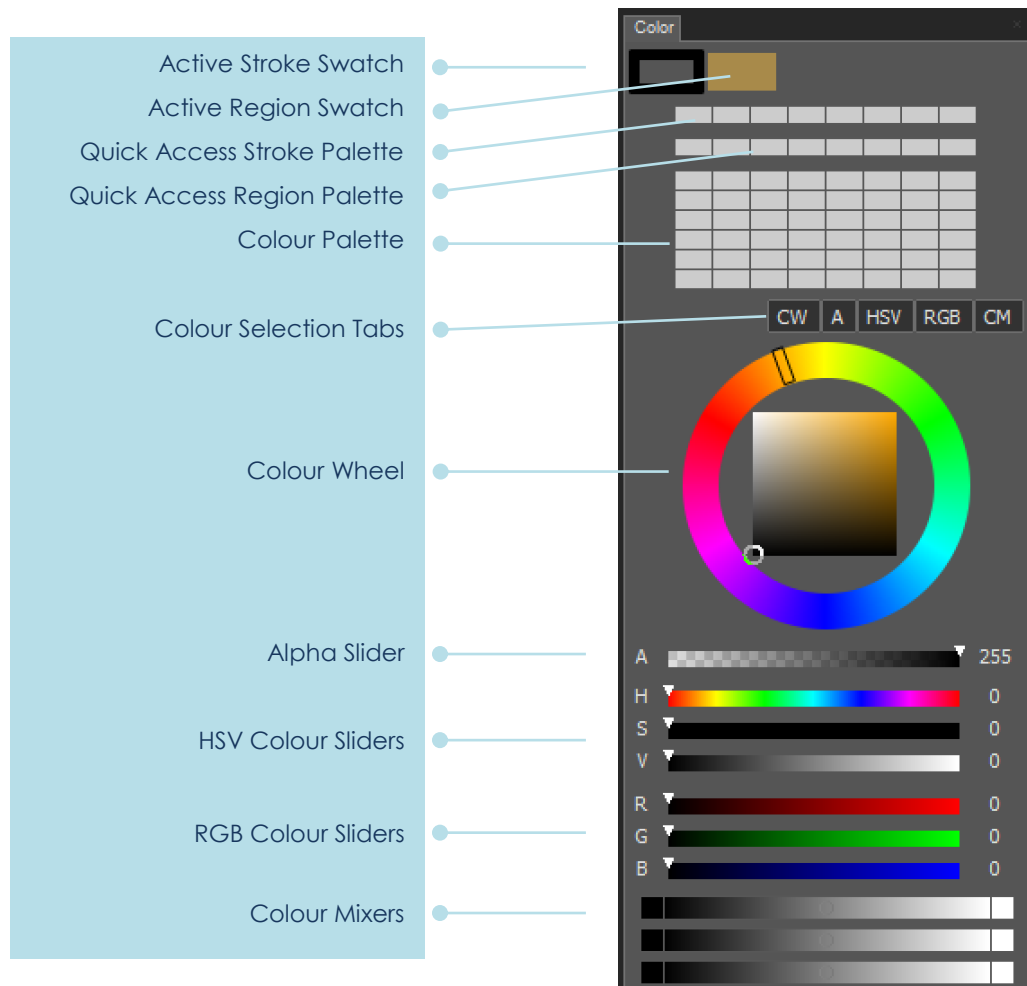 Color
Active Stroke Swatch
Active Region Swatch
Quick Access Stroke Palette
Quick Access Region Palette
Colour Palette
Colour Selection Tabs
CW A HSV RGB CM
Colour Wheel
Alpha Slider
A 255
H 0
HSV Colour Sliders
S 0
V 0
R 0
RGB Colour Sliders
G 0
B 0
Colour Mixers